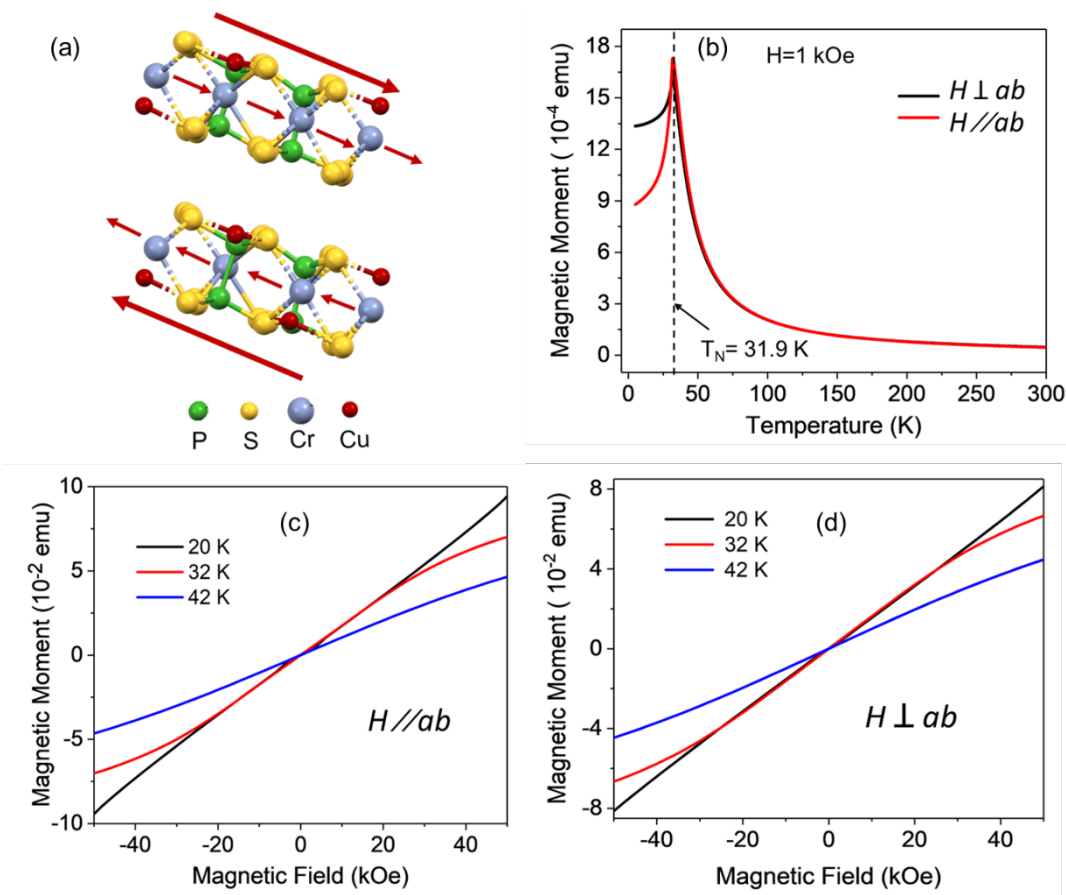 (a)
P S Cr Cu
(b)
H=1 kOe
H ⊥ ab
H // ab
T_N= 31.9 K
Magnetic Moment ( 10^-4 emu)
18
15
12
9
6
3
0
0 50 100 150 200 250 300
Temperature (K)
(c)
20 K
32 K
42 K
H // ab
Magnetic Moment (10^-2 emu)
10
5
0
-5
-10
-40 -20 0 20 40
Magnetic Field (kOe)
(d)
20 K
32 K
42 K
H ⊥ ab
Magnetic Moment ( 10^-2 emu)
8
4
0
-4
-8
-40 -20 0 20 40
Magnetic Field (kOe)